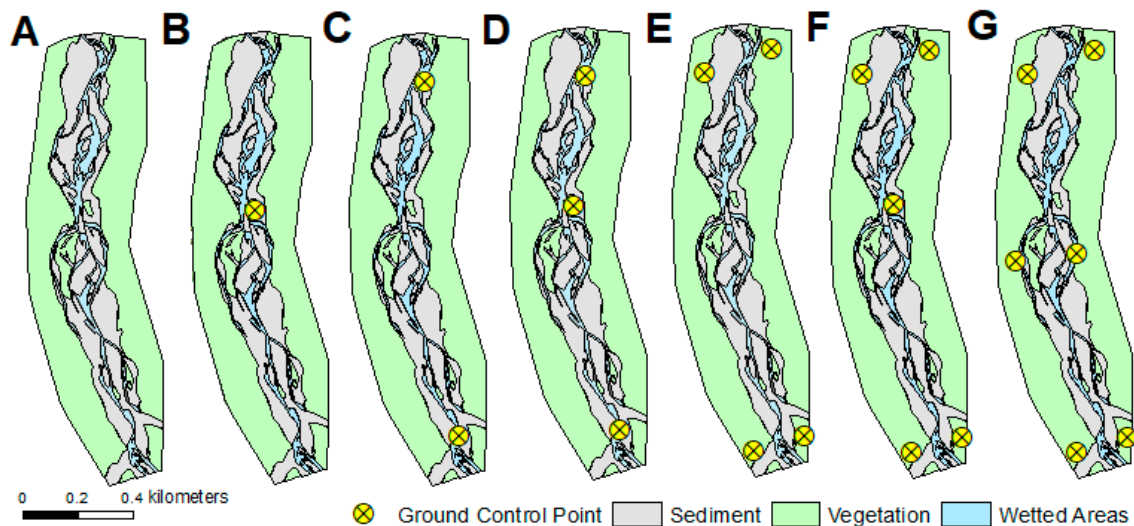 A B C D E F G
0 0.2 0.4 kilometers
Ground Control Point Sediment Vegetation Wetted Areas